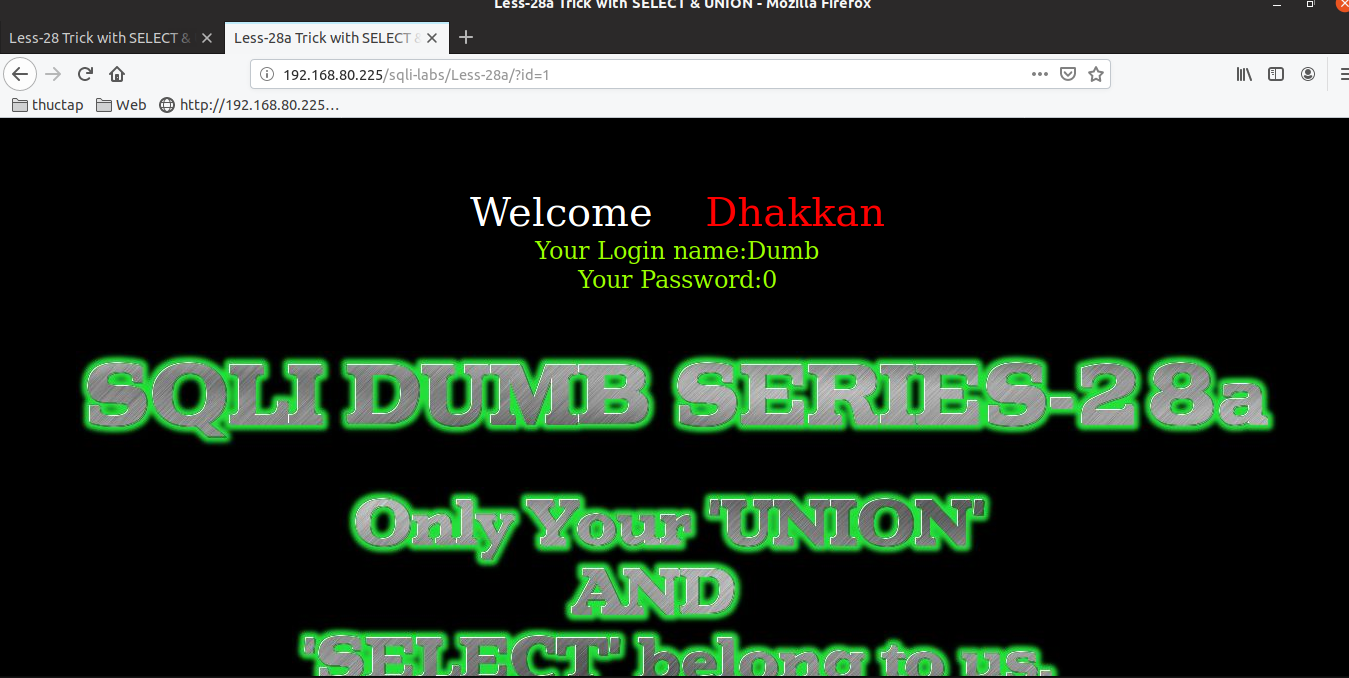 Less-28a Trick with SELECT & UNION - Mozilla Firefox
Less-28 Trick with SELECT &
Less-28a Trick with SELECT &
192.168.80.225/sqli-labs/Less-28a/?id=1
thuctap Web http://192.168.80.225…
Welcome Dhakkan
Your Login name:Dumb
Your Password:0
SQLI DUMB SERIES-28a
Only Your 'UNION'
AND
'SELECT' belong to us.